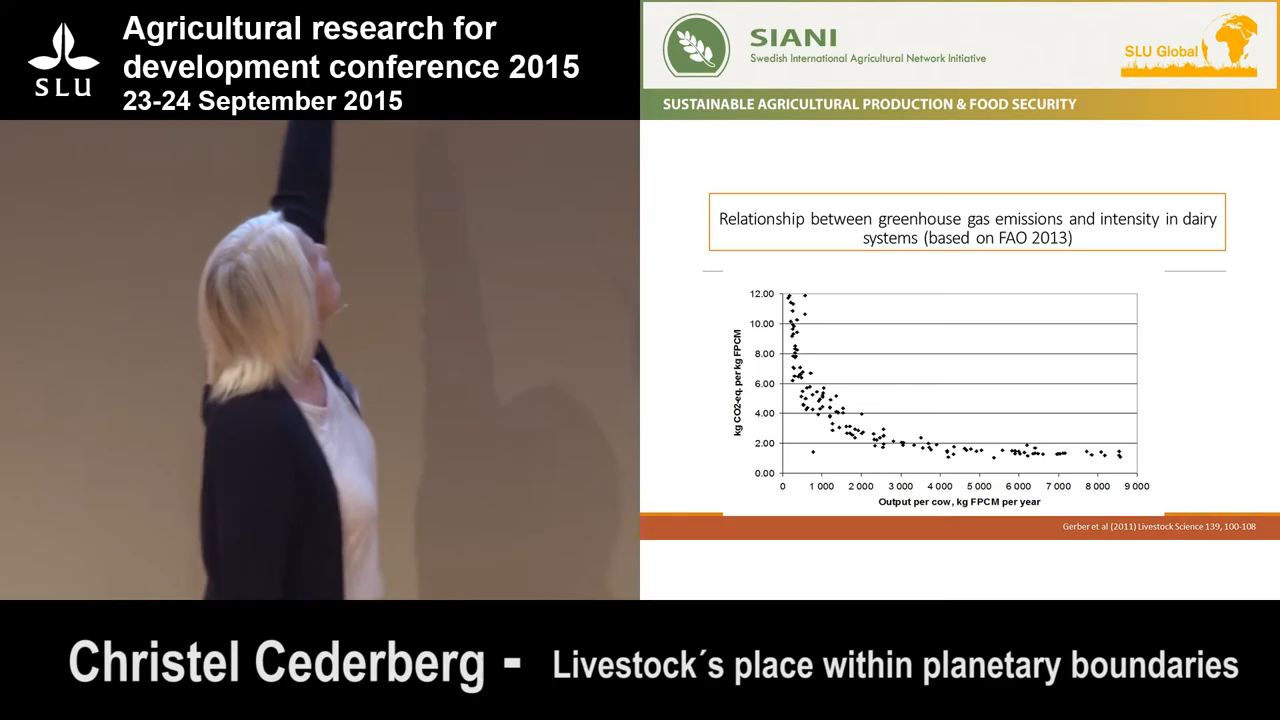 SLU
Agricultural research for
development conference 2015
23-24 September 2015
SIANI
Swedish International Agricultural Network Initiative
SLU Global
SUSTAINABLE AGRICULTURAL PRODUCTION & FOOD SECURITY
Relationship between greenhouse gas emissions and intensity in dairy
systems (based on FAO 2013)
kg CO2-eq. per kg FPCM
12.00
10.00
8.00
6.00
4.00
2.00
0.00
0 1 000 2 000 3 000 4 000 5 000 6 000 7 000 8 000 9 000
Output per cow, kg FPCM per year
Gerber et al (2011) Livestock Science 139, 100-108
Christel Cederberg - Livestock´s place within planetary boundaries